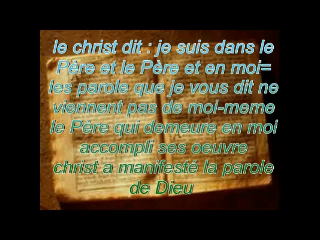 le christ dit : je suis dans le
Père et le Père et en moi=
les parole que je vous dit ne
viennent pas de moi-meme
le Père qui demeure en moi
accompli ses oeuvre
christ a manifesté la parole
de Dieu